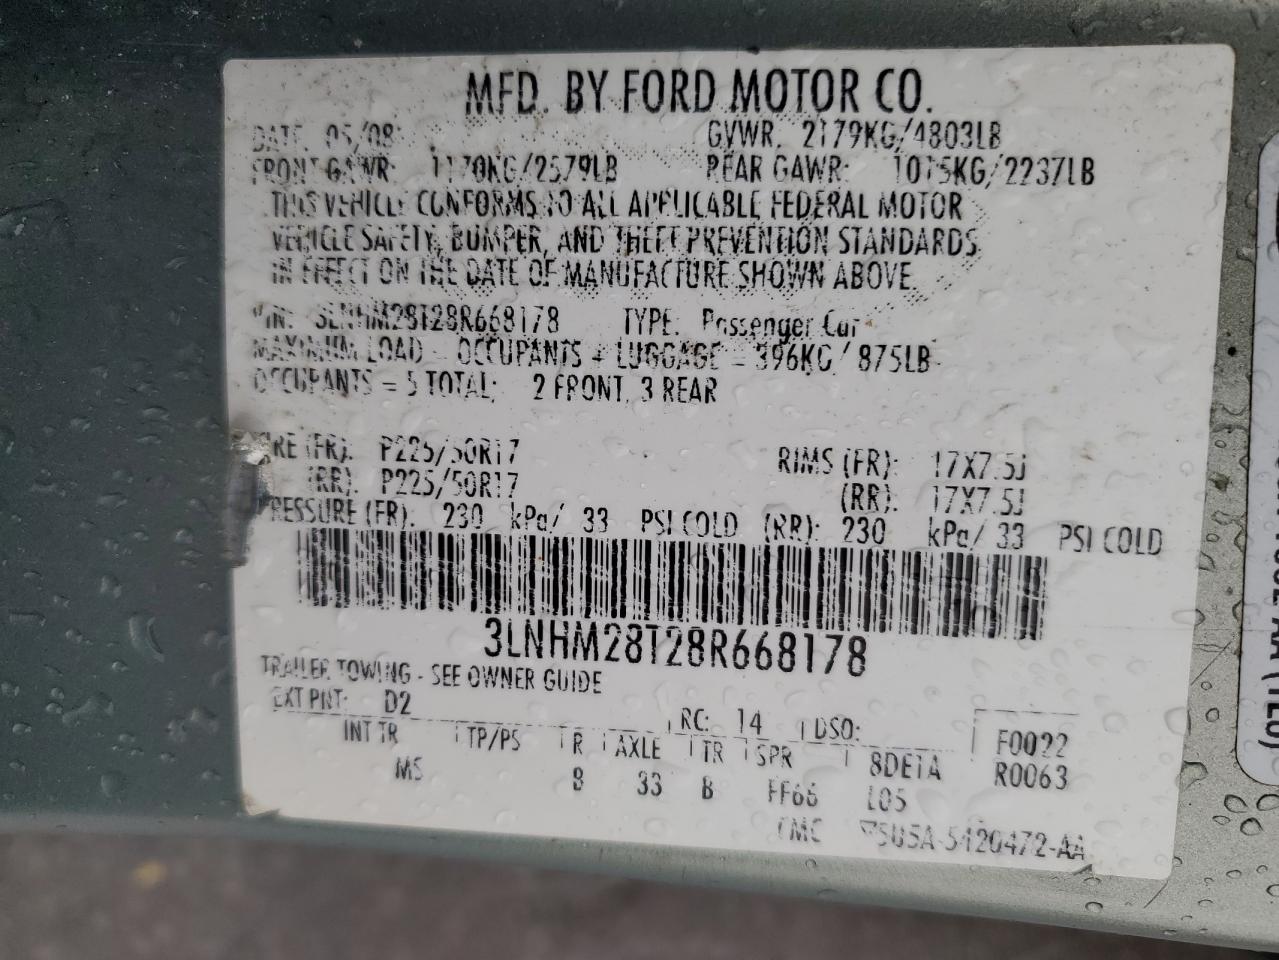 MFD. BY FORD MOTOR CO.
DATE. 05/08 GVWR. 2179KG/4803LB
FRONT GAWR: 1170KG/2579LB REAR GAWR: 1015KG/2237LB
THIS VEHICLE CONFORMS TO ALL APPLICABLE FEDERAL MOTOR
VEHICLE SAFETY, BUMPER, AND THEFT PREVENTION STANDARDS
IN EFFECT ON THE DATE OF MANUFACTURE SHOWN ABOVE.
VIN: 3LNHM28T28R668178 TYPE: Passenger Car
MAXIMUM LOAD = OCCUPANTS + LUGGAGE = 396KG / 875LB
OCCUPANTS = 5 TOTAL; 2 FRONT, 3 REAR
TIRE (FR): P225/50R17 RIMS (FR): 17X7.5J
(RR): P225/50R17 (RR): 17X7.5J
PRESSURE (FR): 230 kPa/ 33 PSI COLD (RR): 230 kPa/ 33 PSI COLD
3LNHM28T28R668178
TRAILER TOWING - SEE OWNER GUIDE
EXT PNT: D2 RC: 14 DSO: F0022
INT TR TP/PS R AXLE TR SPR 8DETA R0063
M5 8 33 B FF66 L05
5U5A-5420472-AA